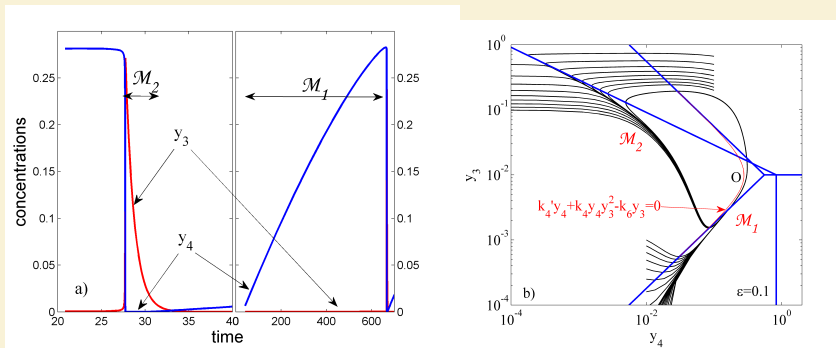 concentrations
0.25
0.2
0.15
0.1
0.05
0
20
25
30
35
40
200
400
600
0.25
0.2
0.15
0.1
0.05
0
time
ℳ2
ℳ1
y3
y4
a)
y3
10^0
10^-1
10^-2
10^-3
10^-4
10^-4
10^-2
10^0
y4
ℳ2
O
k4'y4+k4y4y3^2-k6y3=0
ℳ1
b)
ε=0.1